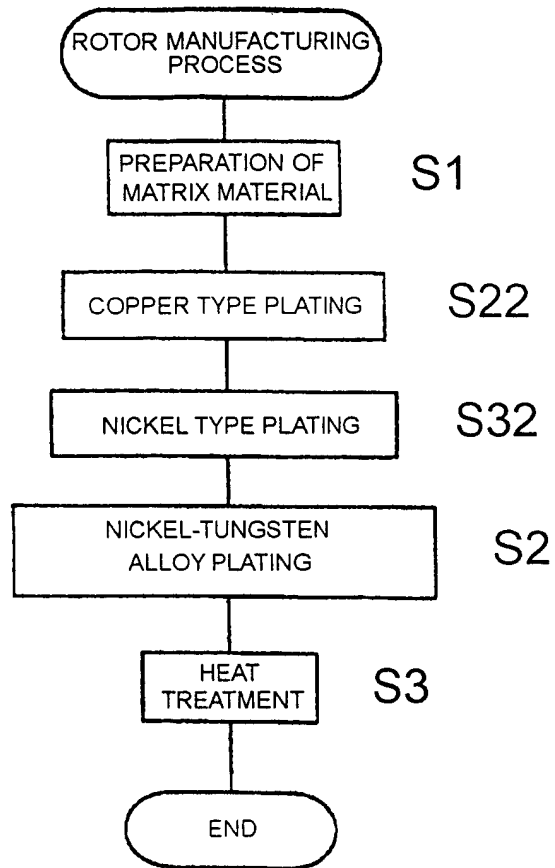 ROTOR MANUFACTURING
PROCESS
PREPARATION OF
MATRIX MATERIAL
S1
COPPER TYPE PLATING
S22
NICKEL TYPE PLATING
S32
NICKEL-TUNGSTEN
ALLOY PLATING
S2
HEAT
TREATMENT
S3
END